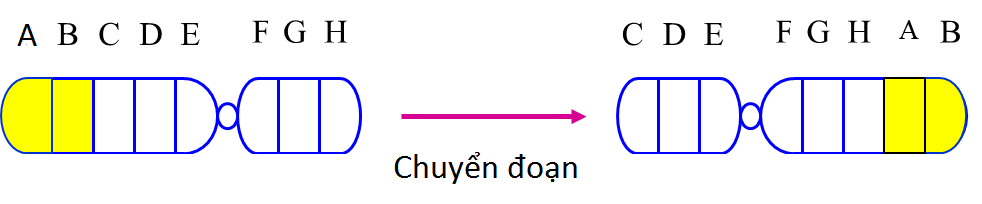 A B C D E F G H
C D E F G H A B
Chuyển đoạn